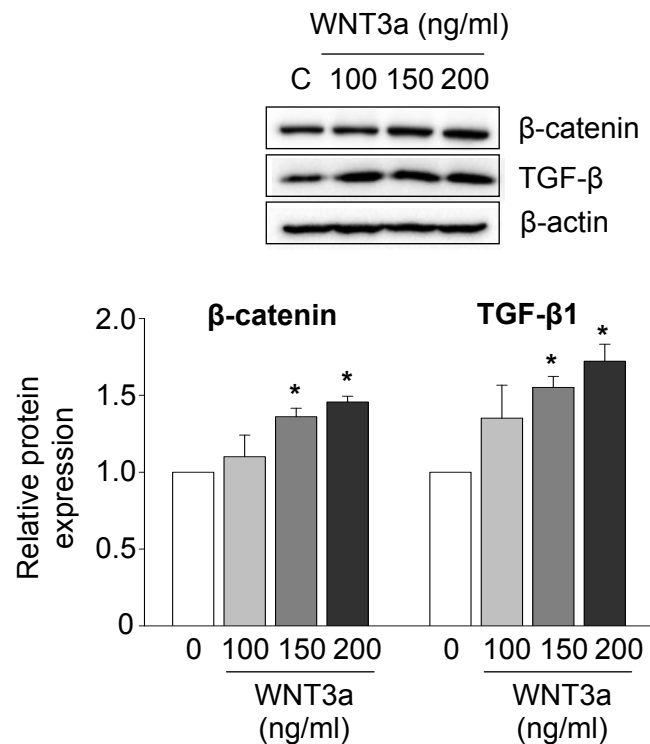 WNT3a (ng/ml)
C 100 150 200
β-catenin
TGF-β
β-actin
β-catenin
TGF-β1
2.0
1.5
1.0
0.5
0
Relative protein
expression
* *
* *
0 100 150 200
WNT3a
(ng/ml)
0 100 150 200
WNT3a
(ng/ml)